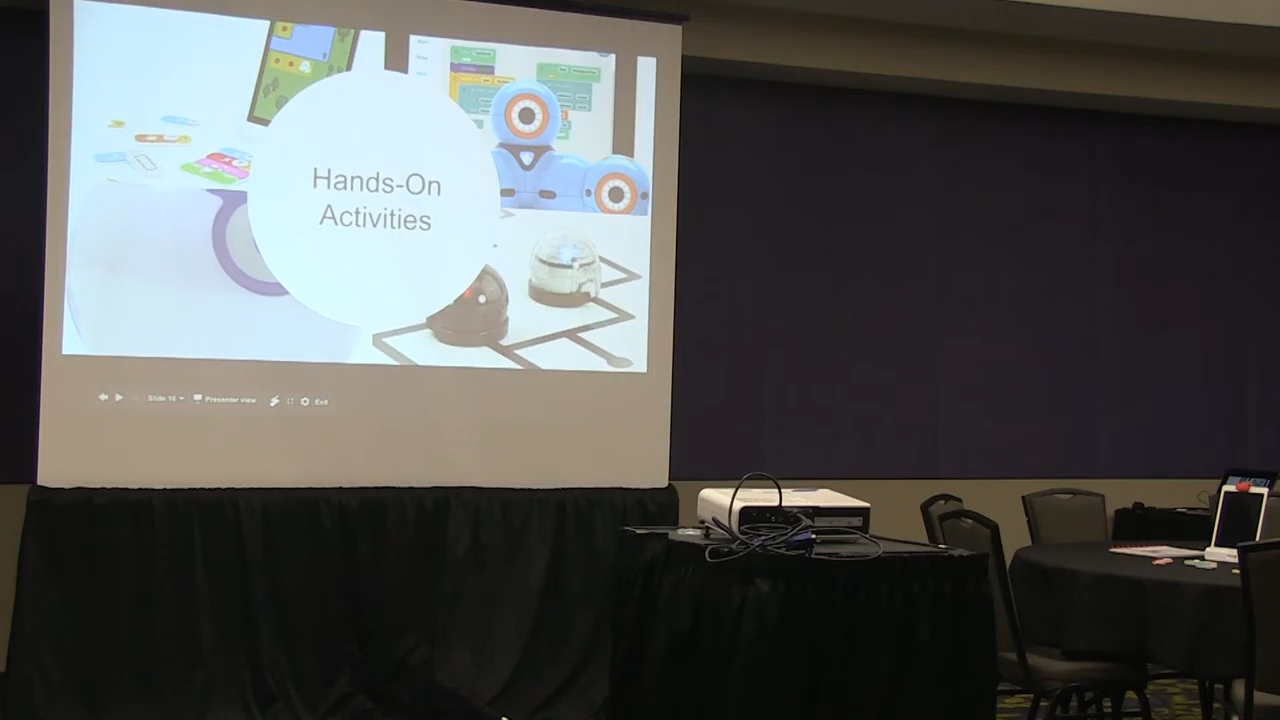 Hands-On
Activities
Slide 16
Presenter view
Exit